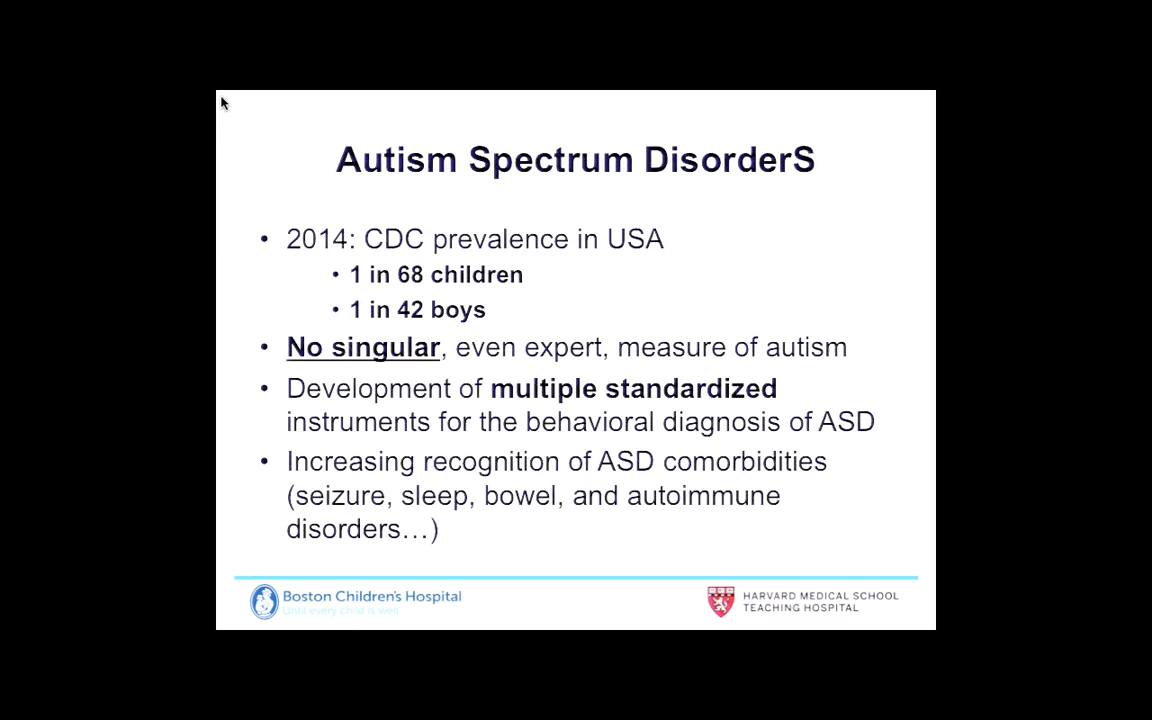 Autism Spectrum DisorderS
• 2014: CDC prevalence in USA
• 1 in 68 children
• 1 in 42 boys
• No singular, even expert, measure of autism
• Development of multiple standardized
instruments for the behavioral diagnosis of ASD
• Increasing recognition of ASD comorbidities
(seizure, sleep, bowel, and autoimmune
disorders…)
Boston Children's Hospital
Until every child is well
HARVARD MEDICAL SCHOOL
TEACHING HOSPITAL